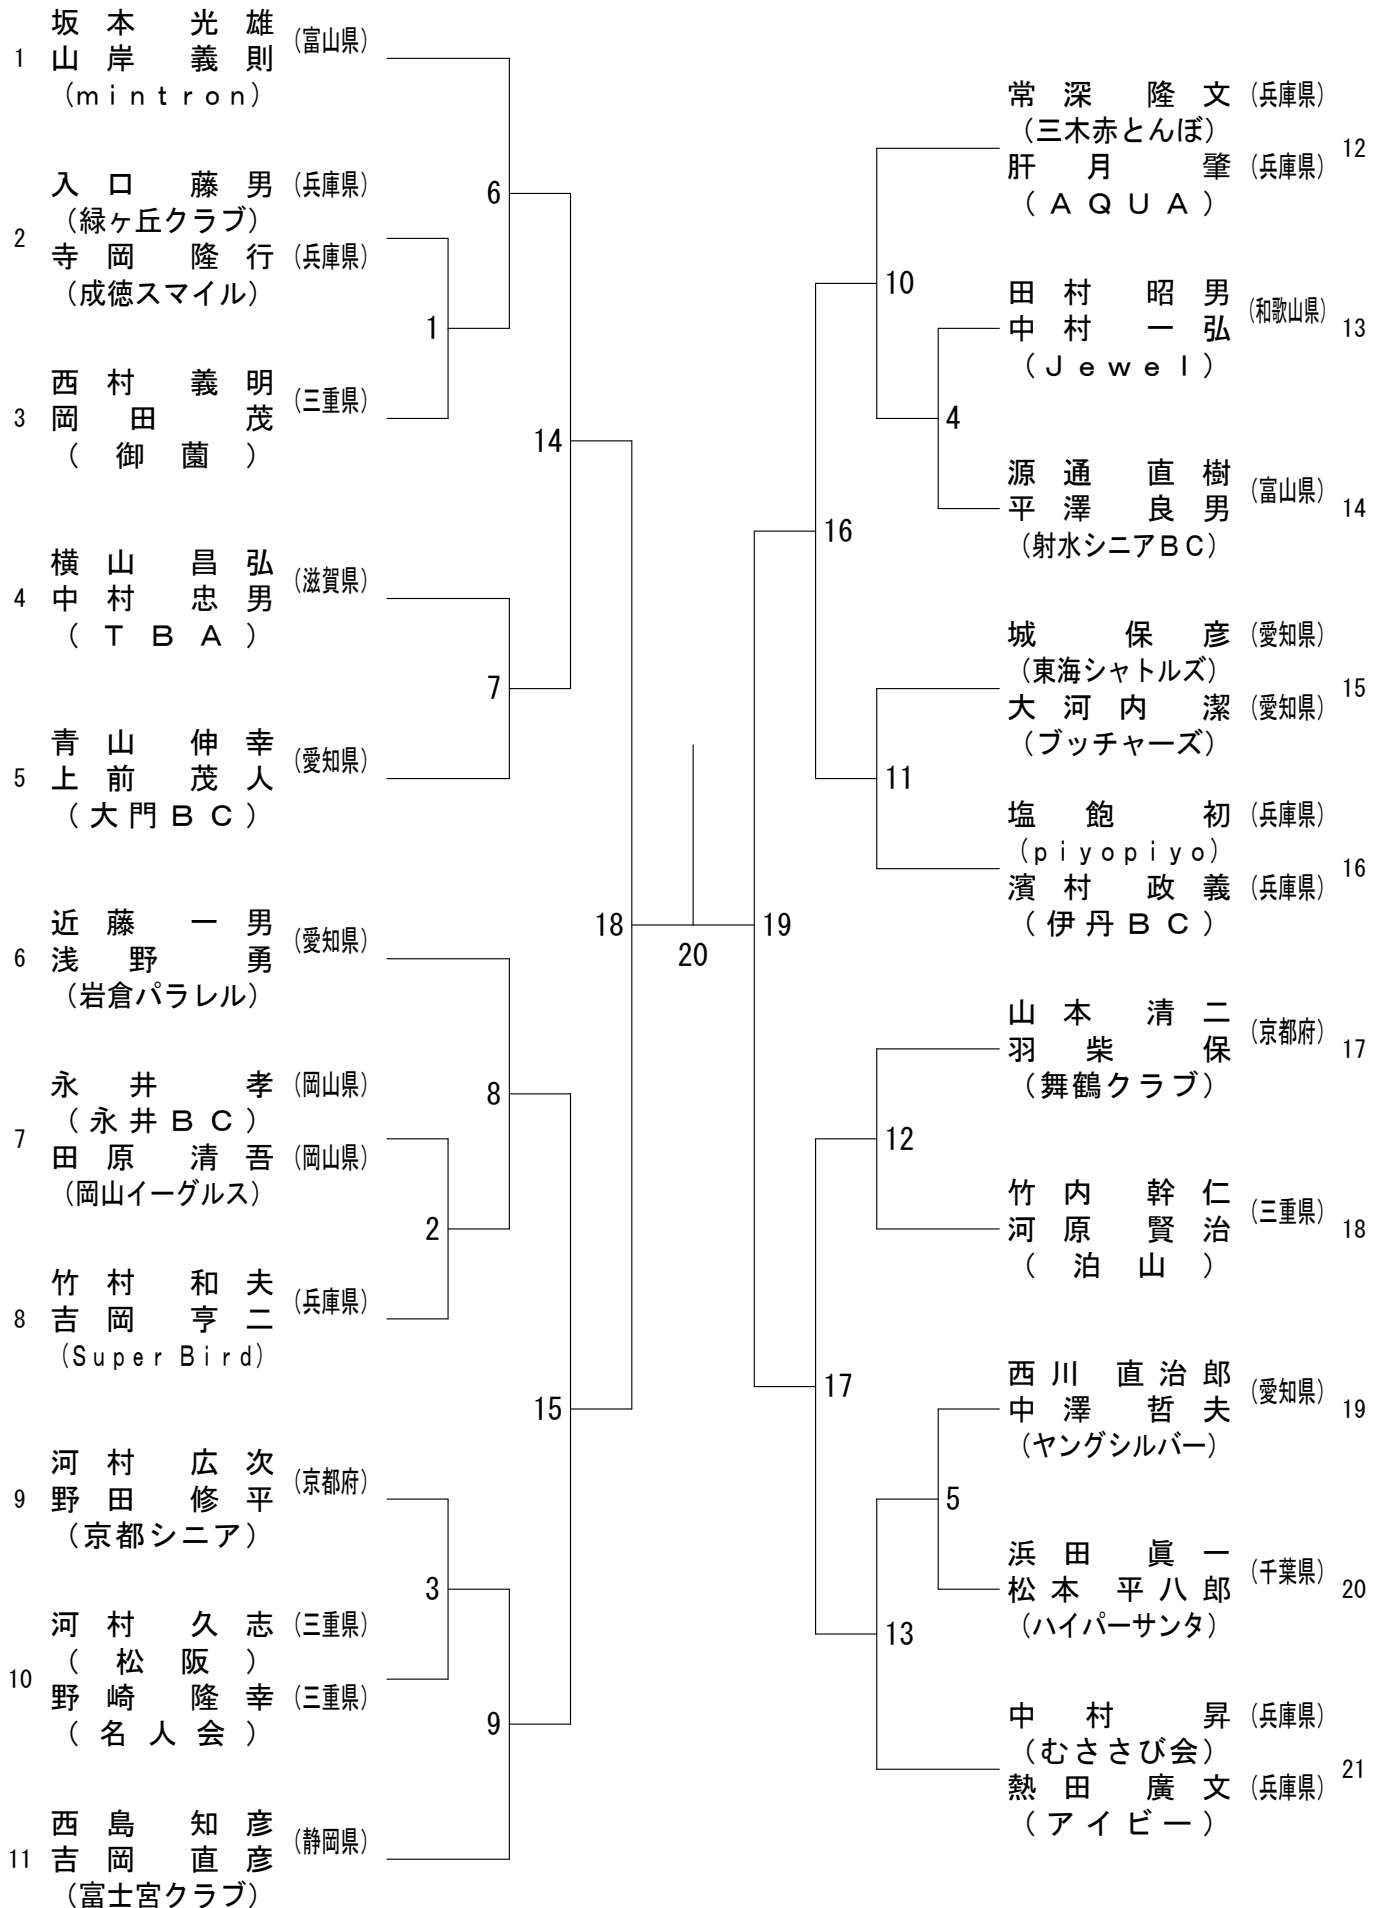 坂本 光雄 (富山県)
1 山岸 義則
(mintron)
入口 藤男 (兵庫県)
(緑ヶ丘クラブ)
2
寺岡 隆行 (兵庫県)
(成徳スマイル)
西村 義明 (三重県)
3 岡田 茂
(御薗)
横山 昌弘 (滋賀県)
4 中村 忠男
(TBA)
青山 伸幸 (愛知県)
5 上前 茂人
(大門BC)
近藤 一男 (愛知県)
6 浅野 勇
(岩倉パラレル)
永井 孝 (岡山県)
(永井BC)
7
田原 清吾 (岡山県)
(岡山イーグルス)
竹村 和夫 (兵庫県)
8 吉岡 亨二
(Super Bird)
河村 広次 (京都府)
9 野田 修平
(京都シニア)
河村 久志 (三重県)
(松阪)
10
野崎 隆幸 (三重県)
(名人会)
西島 知彦 (静岡県)
11 吉岡 直彦
(富士宮クラブ)
6
1
14
7
18
8
2
15
3
9
20
10
4
16
11
19
12
17
5
13
常深 隆文 (兵庫県)
(三木赤とんぼ)
12
肝月 肇 (兵庫県)
(AQUA)
田村 昭男 (和歌山県)
中村 一弘 13
(Jewel)
源通 直樹 (富山県)
平澤 良男 14
(射水シニアBC)
城 保彦 (愛知県)
(東海シャトルズ)
15
大河内 潔 (愛知県)
(ブッチャーズ)
塩飽 初 (兵庫県)
(piyopiyo)
16
濱村 政義 (兵庫県)
(伊丹BC)
山本 清二 (京都府)
羽柴 保 17
(舞鶴クラブ)
竹内 幹仁 (三重県)
河原 賢治 18
(泊山)
西川 直治郎 (愛知県)
中澤 哲夫 19
(ヤングシルバー)
浜田 眞一 (千葉県)
松本 平八郎 20
(ハイパーサンタ)
中村 昇 (兵庫県)
(むささび会)
21
熱田 廣文 (兵庫県)
(アイビー)